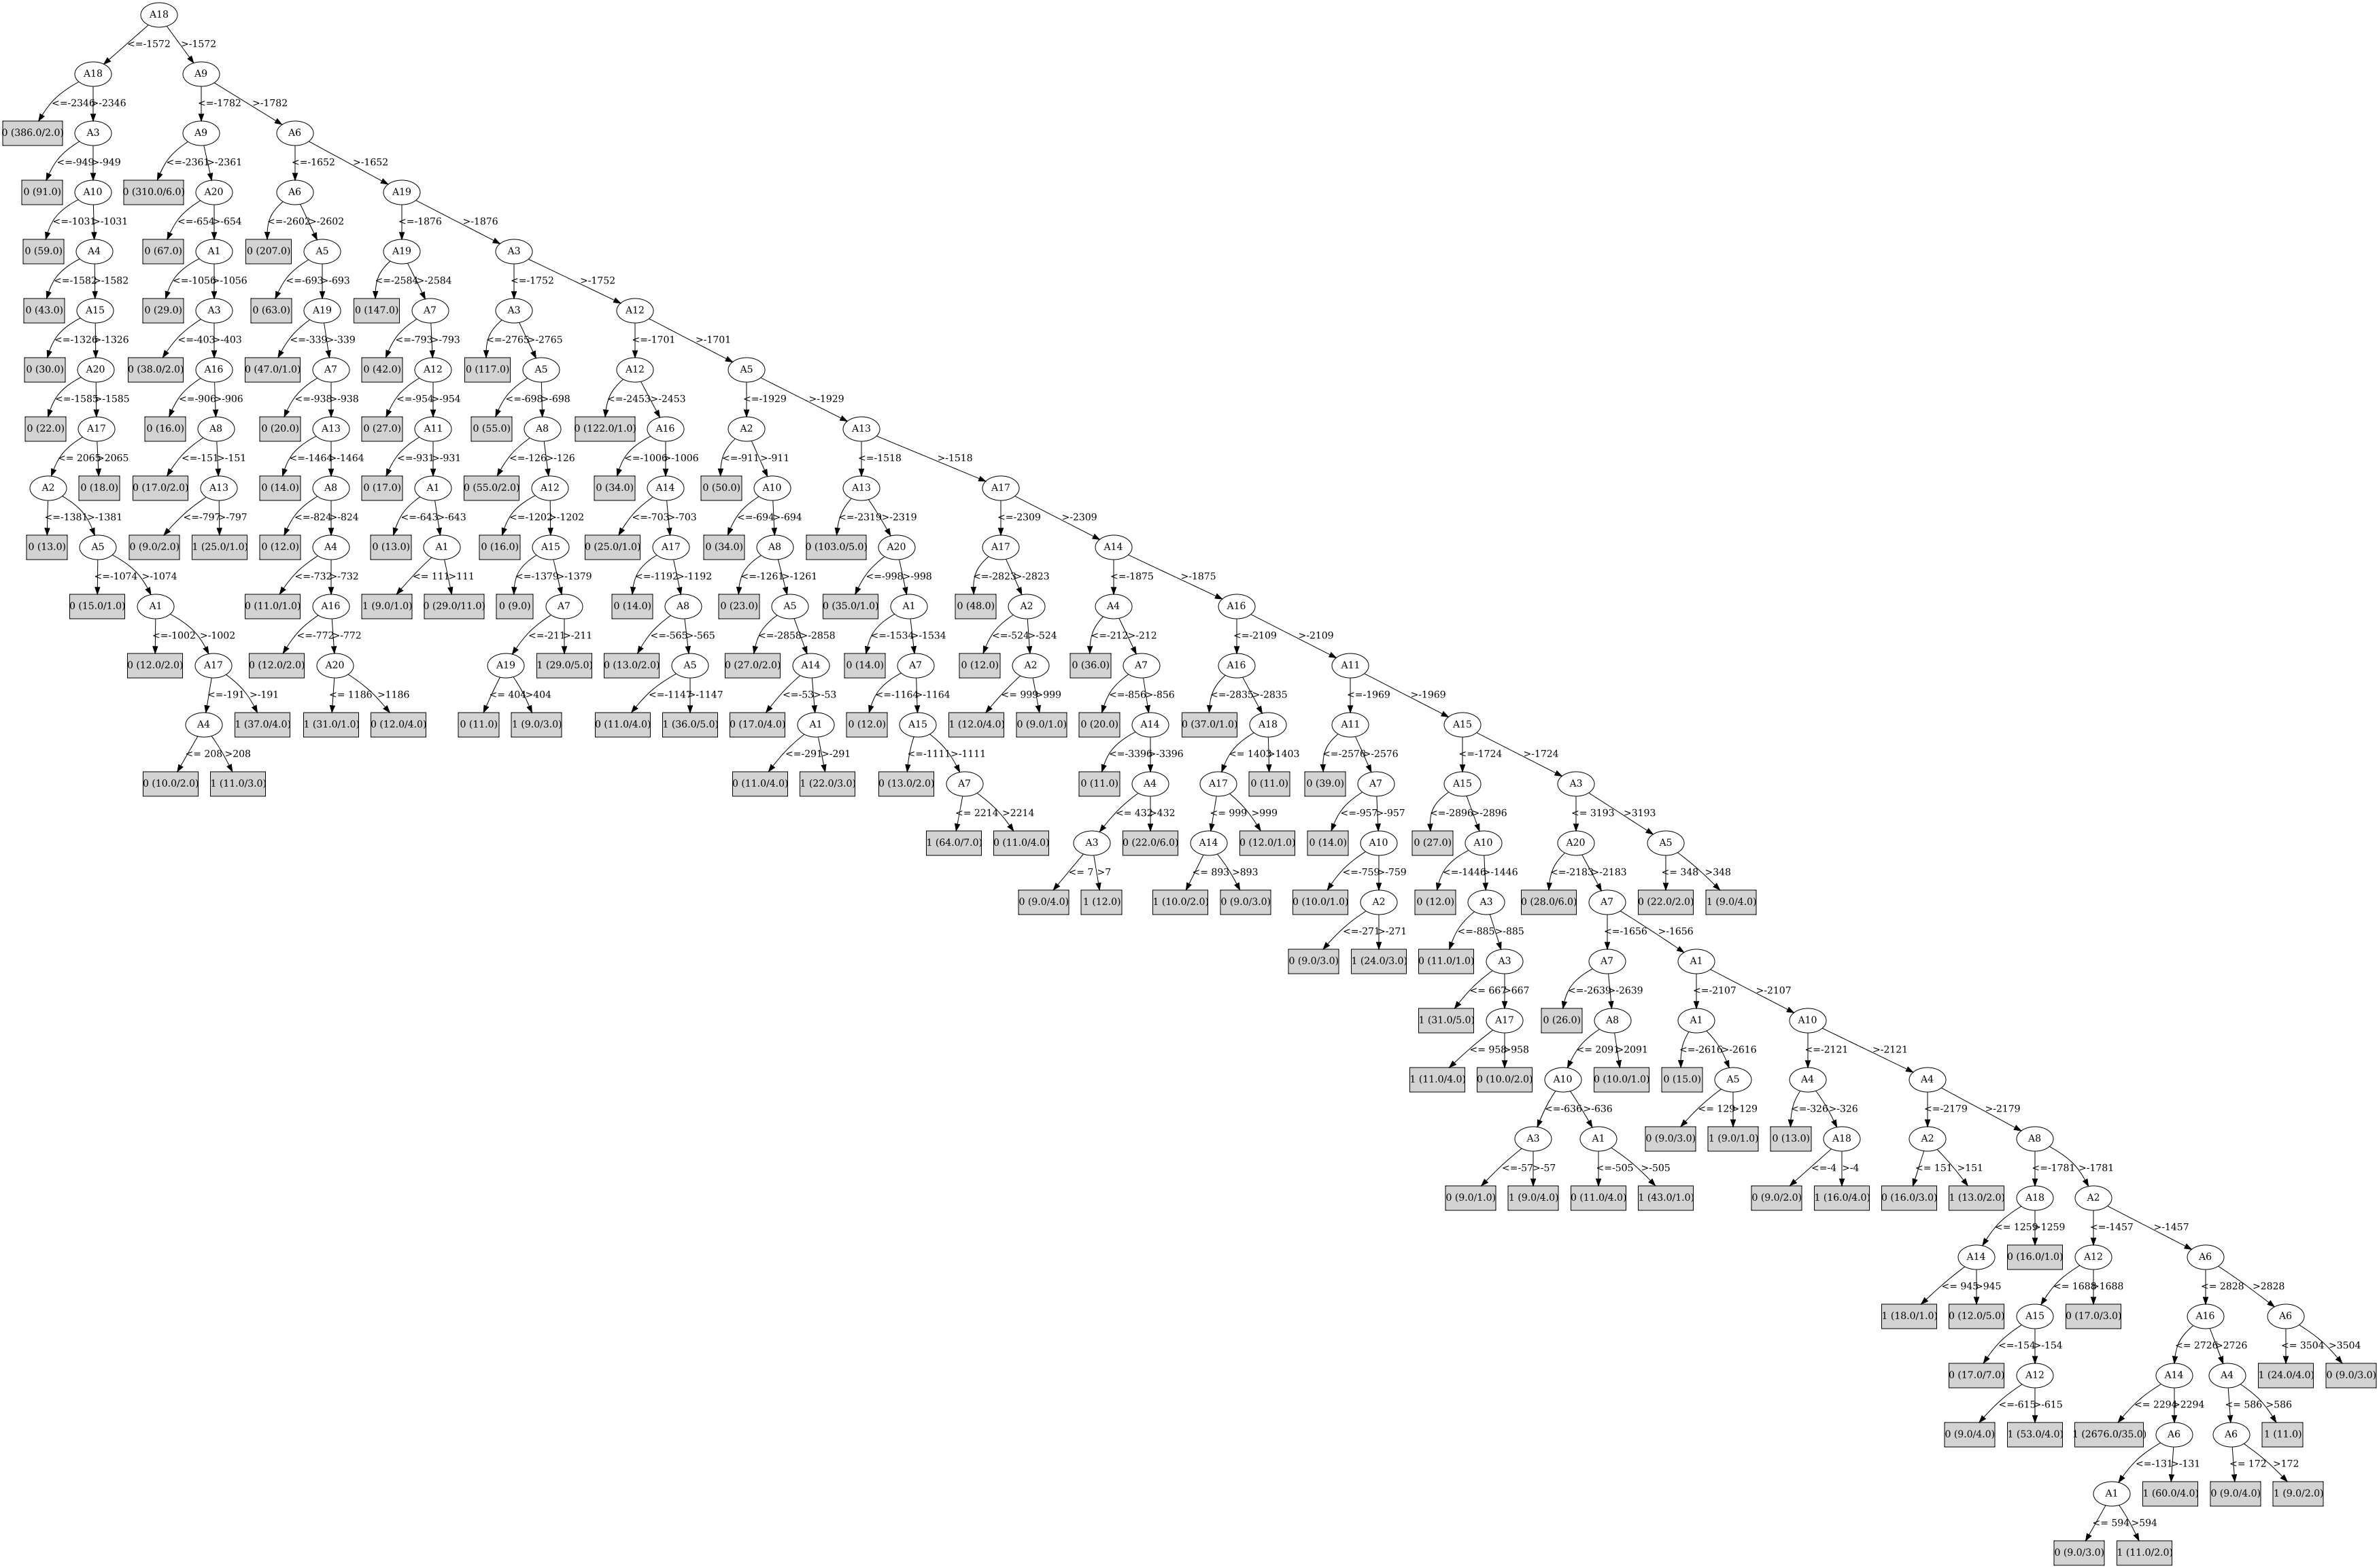 A18
<=-1572 >-1572
A18 A9
<=-2346 >-2346 <=-1782 >-1782
0 (386.0/2.0) A3 A9 A6
<=-949 >-949 <=-2361 >-2361 <=-1652 >-1652
0 (91.0) A10 0 (310.0/6.0) A20 A6 A19
<=-1031 >-1031 <=-654 >-654 <=-2602 >-2602 <=-1876 >-1876
0 (59.0) A4 0 (67.0) A1 0 (207.0) A5 A19 A3
<=-1582 >-1582 <=-1056 >-1056 <=-693 >-693 <=-2584 >-2584 <=-1752 >-1752
0 (43.0) A15 0 (29.0) A3 0 (63.0) A19 0 (147.0) A7 A3 A12
<=-1326 >-1326 <=-403 >-403 <=-339 >-339 <=-793 >-793 <=-2765 >-2765 <=-1701 >-1701
0 (30.0) A20 0 (38.0/2.0) A16 0 (47.0/1.0) A7 0 (42.0) A12 0 (117.0) A5 A12 A5
<=-1585 >-1585 <=-906 >-906 <=-938 >-938 <=-954 >-954 <=-698 >-698 <=-2453 >-2453 <=-1929 >-1929
0 (22.0) A17 0 (16.0) A8 0 (20.0) A13 0 (27.0) A11 0 (55.0) A8 0 (122.0/1.0) A16 A2 A13
<= 2065 >2065 <=-151 >-151 <=-1464 >-1464 <=-931 >-931 <=-126 >-126 <=-1006 >-1006 <=-911 >-911 <=-1518 >-1518
A2 0 (18.0) 0 (17.0/2.0) A13 0 (14.0) A8 0 (17.0) A1 0 (55.0/2.0) A12 0 (34.0) A14 0 (50.0) A10 A13 A17
<=-1381 >-1381 <=-797 >-797 <=-824 >-824 <=-643 >-643 <=-1202 >-1202 <=-703 >-703 <=-694 >-694 <=-2319 >-2319 <=-2309 >-2309
0 (13.0) A5 0 (9.0/2.0) 1 (25.0/1.0) 0 (12.0) A4 0 (13.0) A1 0 (16.0) A15 0 (25.0/1.0) A17 0 (34.0) A8 0 (103.0/5.0) A20 A17 A14
<=-1074 >-1074 <=-732 >-732 <= 111 >111 <=-1379 >-1379 <=-1192 >-1192 <=-1261 >-1261 <=-998 >-998 <=-2823 >-2823 <=-1875 >-1875
0 (15.0/1.0) A1 0 (11.0/1.0) A16 1 (9.0/1.0) 0 (29.0/11.0) 0 (9.0) A7 0 (14.0) A8 0 (23.0) A5 0 (35.0/1.0) A1 0 (48.0) A2 A4 A16
<=-1002 >-1002 <=-772 >-772 <=-211 >-211 <=-565 >-565 <=-2858 >-2858 <=-1534 >-1534 <=-524 >-524 <=-212 >-212 <=-2109 >-2109
0 (12.0/2.0) A17 0 (12.0/2.0) A20 A19 1 (29.0/5.0) 0 (13.0/2.0) A5 0 (27.0/2.0) A14 0 (14.0) A7 0 (12.0) A2 0 (36.0) A7 A16 A11
<=-191 >-191 <= 1186 >1186 <= 404 >404 <=-1147 >-1147 <=-53 >-53 <=-1164 >-1164 <= 999 >999 <=-856 >-856 <=-2835 >-2835 <=-1969 >-1969
A4 1 (37.0/4.0) 1 (31.0/1.0) 0 (12.0/4.0) 0 (11.0) 1 (9.0/3.0) 0 (11.0/4.0) 1 (36.0/5.0) 0 (17.0/4.0) A1 0 (12.0) A15 1 (12.0/4.0) 0 (9.0/1.0) 0 (20.0) A14 0 (37.0/1.0) A18 A11 A15
<= 208 >208 <=-291 >-291 <=-1111 >-1111 <=-3396 >-3396 <= 1403 >1403 <=-2576 >-2576 <=-1724 >-1724
0 (10.0/2.0) 1 (11.0/3.0) 0 (11.0/4.0) 1 (22.0/3.0) 0 (13.0/2.0) A7 0 (11.0) A4 A17 0 (11.0) 0 (39.0) A7 A15 A3
<= 2214 >2214 <= 432 >432 <= 999 >999 <=-957 >-957 <=-2896 >-2896 <= 3193 >3193
1 (64.0/7.0) 0 (11.0/4.0) A3 0 (22.0/6.0) A14 0 (12.0/1.0) 0 (14.0) A10 0 (27.0) A10 A20 A5
<= 7 >7 <= 893 >893 <=-759 >-759 <=-1446 >-1446 <=-2183 >-2183 <= 348 >348
0 (9.0/4.0) 1 (12.0) 1 (10.0/2.0) 0 (9.0/3.0) 0 (10.0/1.0) A2 0 (12.0) A3 0 (28.0/6.0) A7 0 (22.0/2.0) 1 (9.0/4.0)
<=-271 >-271 <=-885 >-885 <=-1656 >-1656
0 (9.0/3.0) 1 (24.0/3.0) 0 (11.0/1.0) A3 A7 A1
<= 667 >667 <=-2639 >-2639 <=-2107 >-2107
1 (31.0/5.0) A17 0 (26.0) A8 A1 A10
<= 958 >958 <= 2091 >2091 <=-2616 >-2616 <=-2121 >-2121
1 (11.0/4.0) 0 (10.0/2.0) A10 0 (10.0/1.0) 0 (15.0) A5 A4 A4
<=-636 >-636 <= 129 >129 <=-326 >-326 <=-2179 >-2179
A3 A1 0 (9.0/3.0) 1 (9.0/1.0) 0 (13.0) A18 A2 A8
<=-57 >-57 <=-505 >-505 <=-4 >-4 <= 151 >151 <=-1781 >-1781
0 (9.0/1.0) 1 (9.0/4.0) 0 (11.0/4.0) 1 (43.0/1.0) 0 (9.0/2.0) 1 (16.0/4.0) 0 (16.0/3.0) 1 (13.0/2.0) A18 A2
<= 1259 >1259 <=-1457 >-1457
A14 0 (16.0/1.0) A12 A6
<= 945 >945 <= 1688 >1688 <= 2828 >2828
1 (18.0/1.0) 0 (12.0/5.0) A15 0 (17.0/3.0) A16 A6
<=-154 >-154 <= 2726 >2726 <= 3504 >3504
0 (17.0/7.0) A12 A14 A4 1 (24.0/4.0) 0 (9.0/3.0)
<=-615 >-615 <= 2294 >2294 <= 586 >586
0 (9.0/4.0) 1 (53.0/4.0) 1 (2676.0/35.0) A6 A6 1 (11.0)
<=-131 >-131 <= 172 >172
A1 1 (60.0/4.0) 0 (9.0/4.0) 1 (9.0/2.0)
<= 594 >594
0 (9.0/3.0) 1 (11.0/2.0)